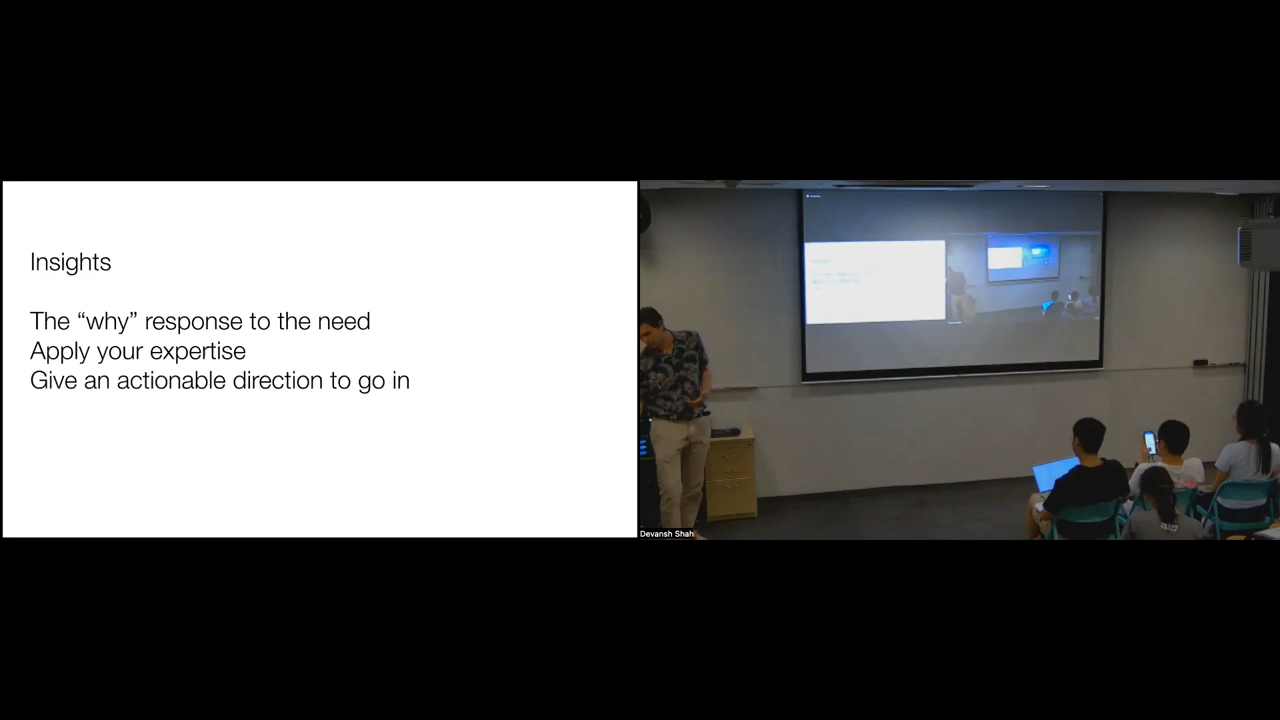 Insights
The “why” response to the need
Apply your expertise
Give an actionable direction to go in
Devansh Shah